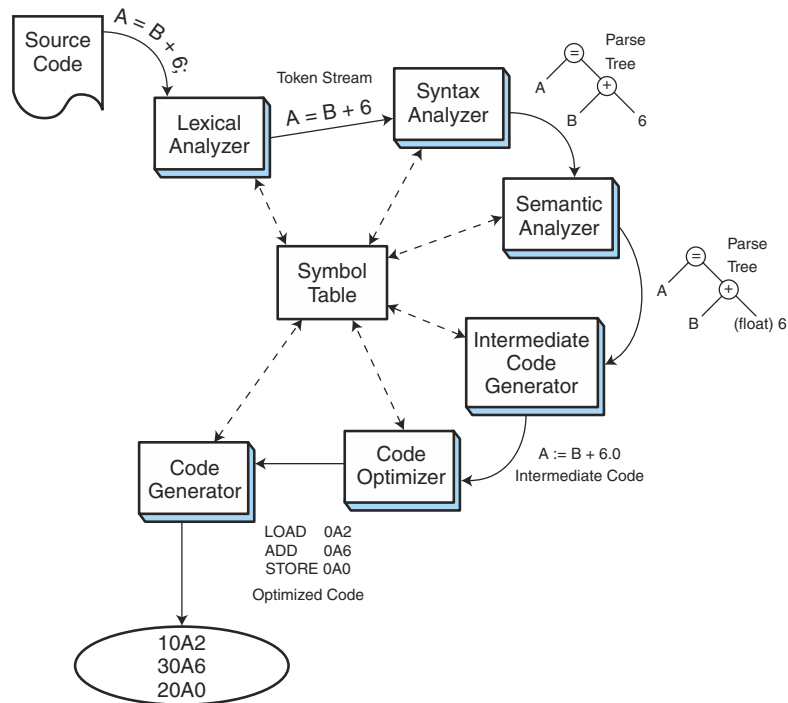 Source
Code
A = B + 6;
Lexical
Analyzer
Token Stream
A = B + 6
Syntax
Analyzer
Parse
Tree
=
A
+
B
6
Semantic
Analyzer
Parse
Tree
=
A
+
B
(float) 6
Symbol
Table
Intermediate
Code
Generator
A := B + 6.0
Intermediate Code
Code
Optimizer
Code
Generator
LOAD 0A2
ADD 0A6
STORE 0A0
Optimized Code
10A2
30A6
20A0